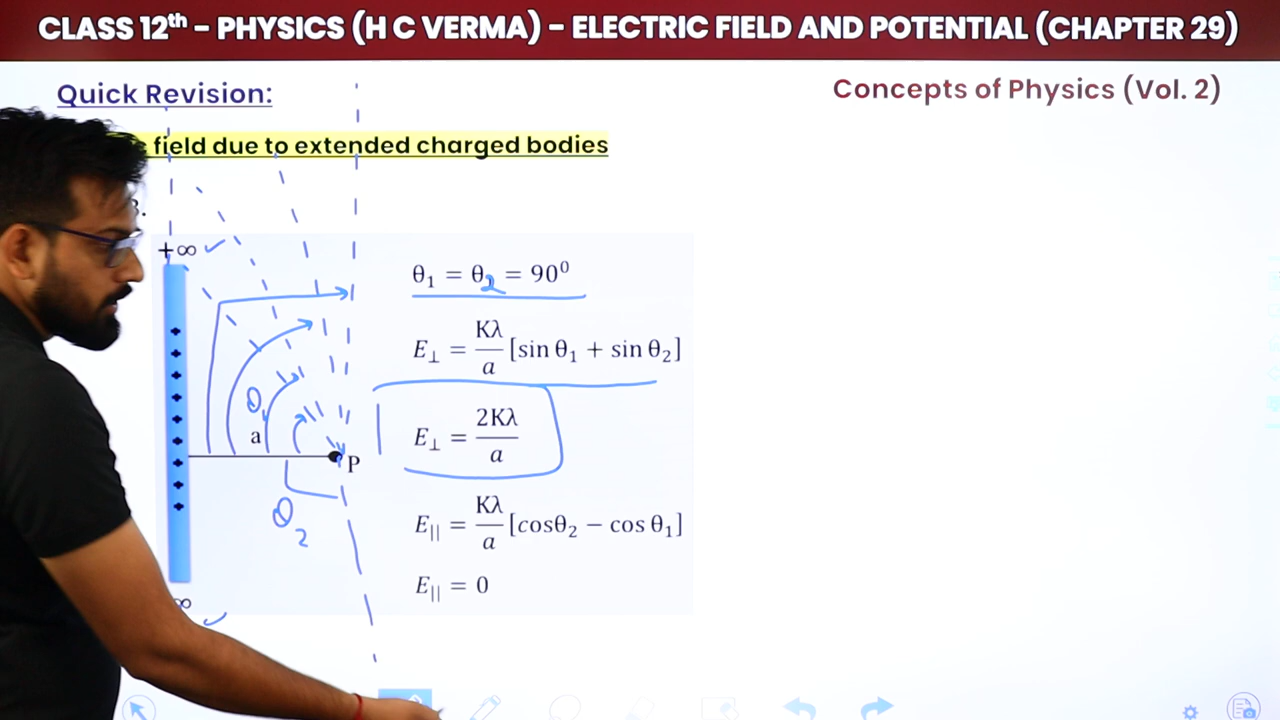 CLASS 12th – PHYSICS (H C VERMA) – ELECTRIC FIELD AND POTENTIAL (CHAPTER 29)
Quick Revision:
Concepts of Physics (Vol. 2)
field due to extended charged bodies
3.
+∞
θ₁ = θ₂ = 90⁰
E⊥ = Kλ/a [sin θ₁ + sin θ₂]
θ₁
a
E⊥ = 2Kλ/a
P
θ₂
E|| = Kλ/a [cosθ₂ − cos θ₁]
E|| = 0
∞